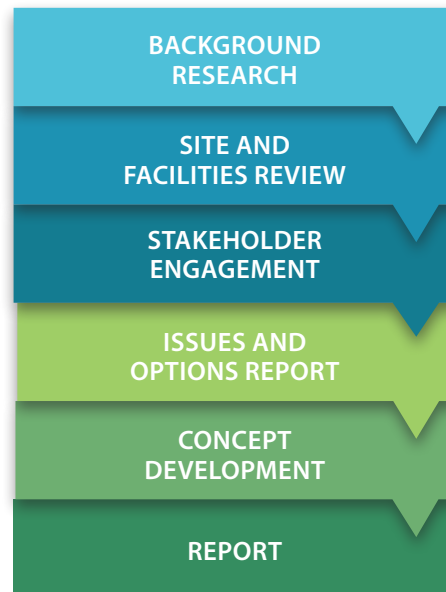 BACKGROUND
RESEARCH
SITE AND
FACILITIES REVIEW
STAKEHOLDER
ENGAGEMENT
ISSUES AND
OPTIONS REPORT
CONCEPT
DEVELOPMENT
REPORT